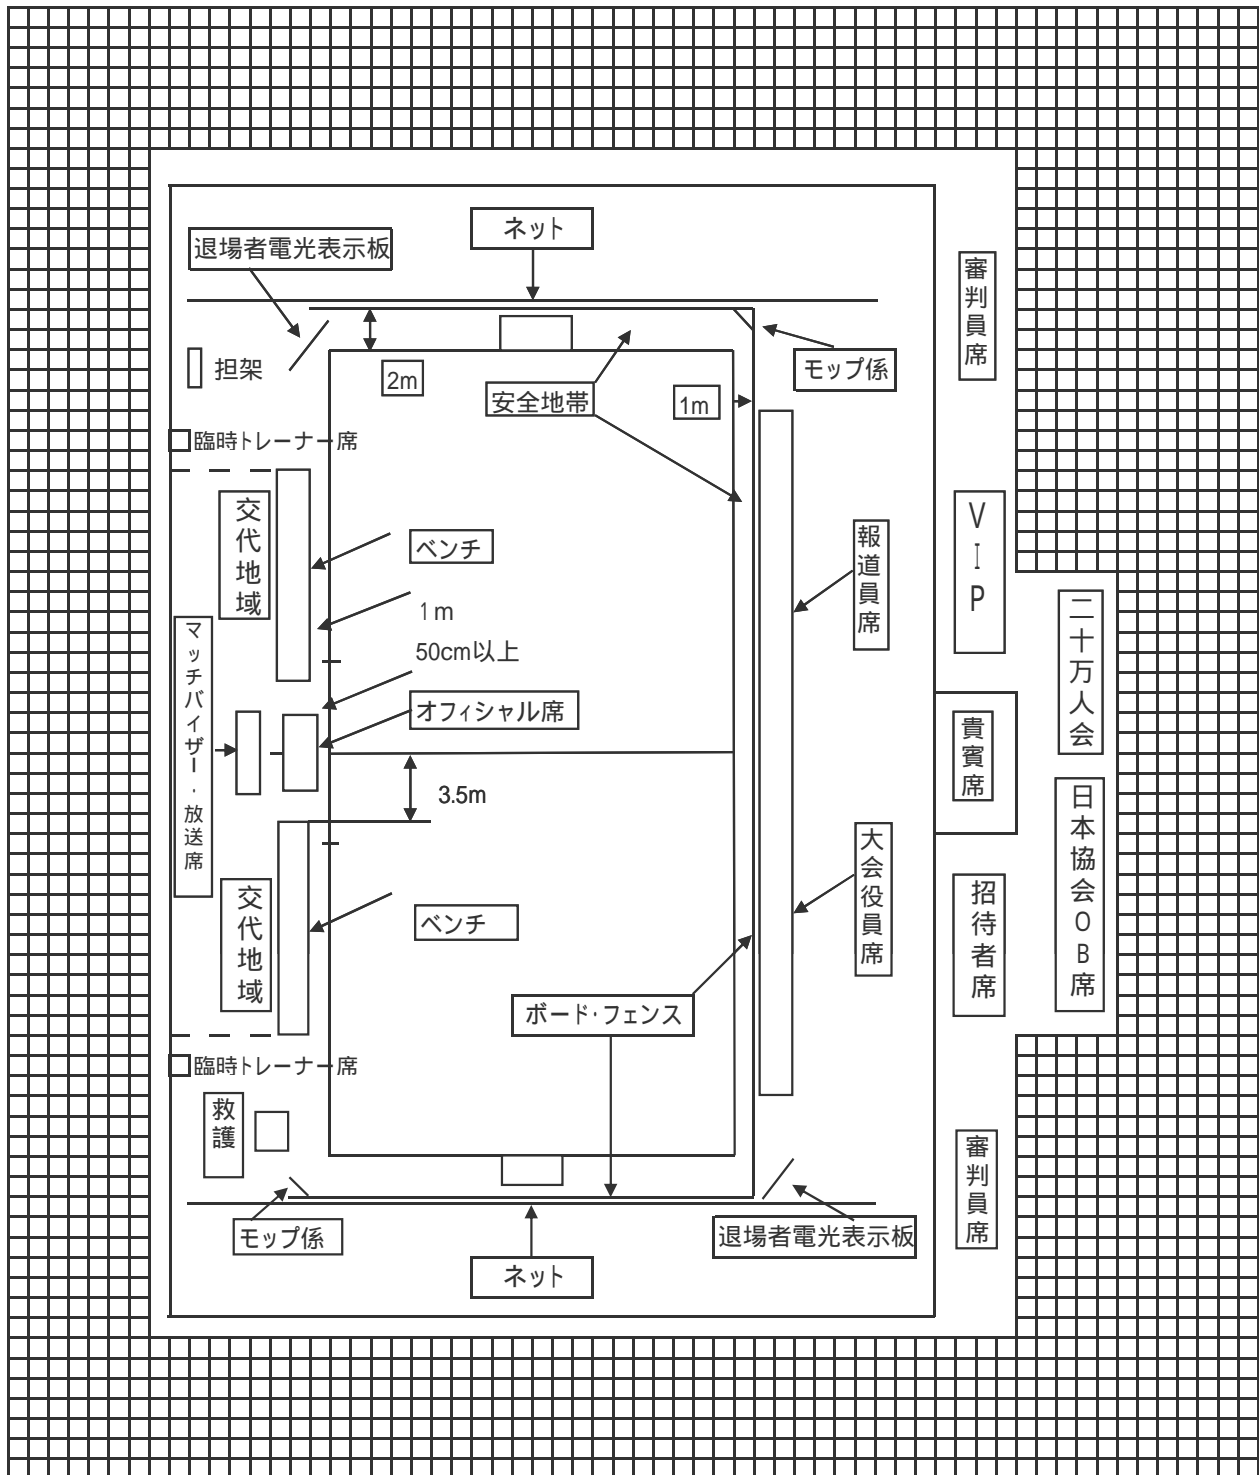 ネット
退場者電光表示板
審判員席
担架
2m
モップ係
安全地帯
1m
臨時トレーナー席
交代地域
VIP
報道員席
ベンチ
1m
50cm以上
二十万人会
マッチバイザー・放送席
オフィシャル席
貴賓席
3.5m
日本協会OB席
大会役員席
招待者席
交代地域
ベンチ
ボード・フェンス
臨時トレーナー席
救護
審判員席
モップ係
退場者電光表示板
ネット